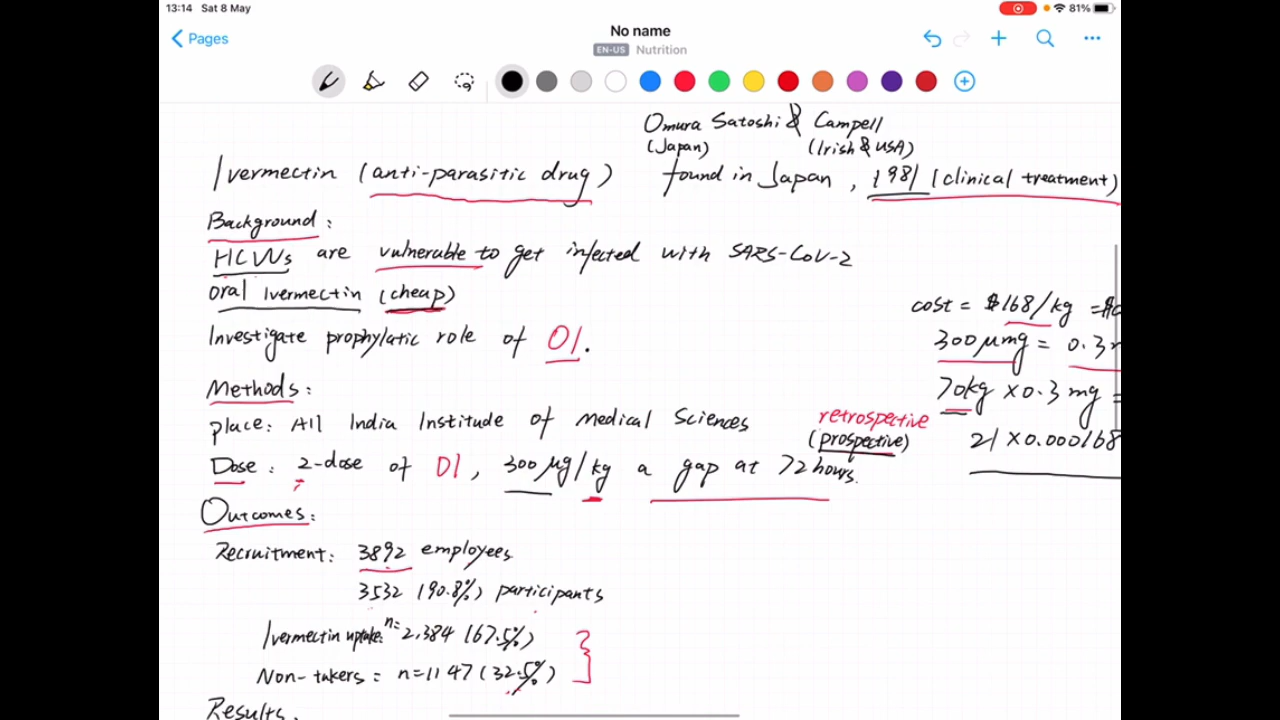 13:14 Sat 8 May
81%
Pages
No name
EN-US Nutrition
Omura Satoshi & Campell
(Japan) (Irish & USA)
Ivermectin (anti-parasitic drug) found in Japan, 1981 (clinical treatment)
Background:
HCWs are vulnerable to get infected with SARS-CoV-2
oral Ivermectin (cheap)
cost = $168/kg =
Investigate prophylatic role of OI.
300 μmg = 0.3
Methods:
70kg × 0.3 mg =
place: All India Institute of Medical Sciences
retrospective
(prospective)
21 × 0.000168
Dose: 2-dose of OI, 300 μg/kg a gap at 72 hours.
Outcomes:
Recruitment: 3892 employees
3532 (90.8%) participants
Ivermectin uptake: n= 2,384 (67.5%)
Non-takers: n=1147 (32.5%)
Results: